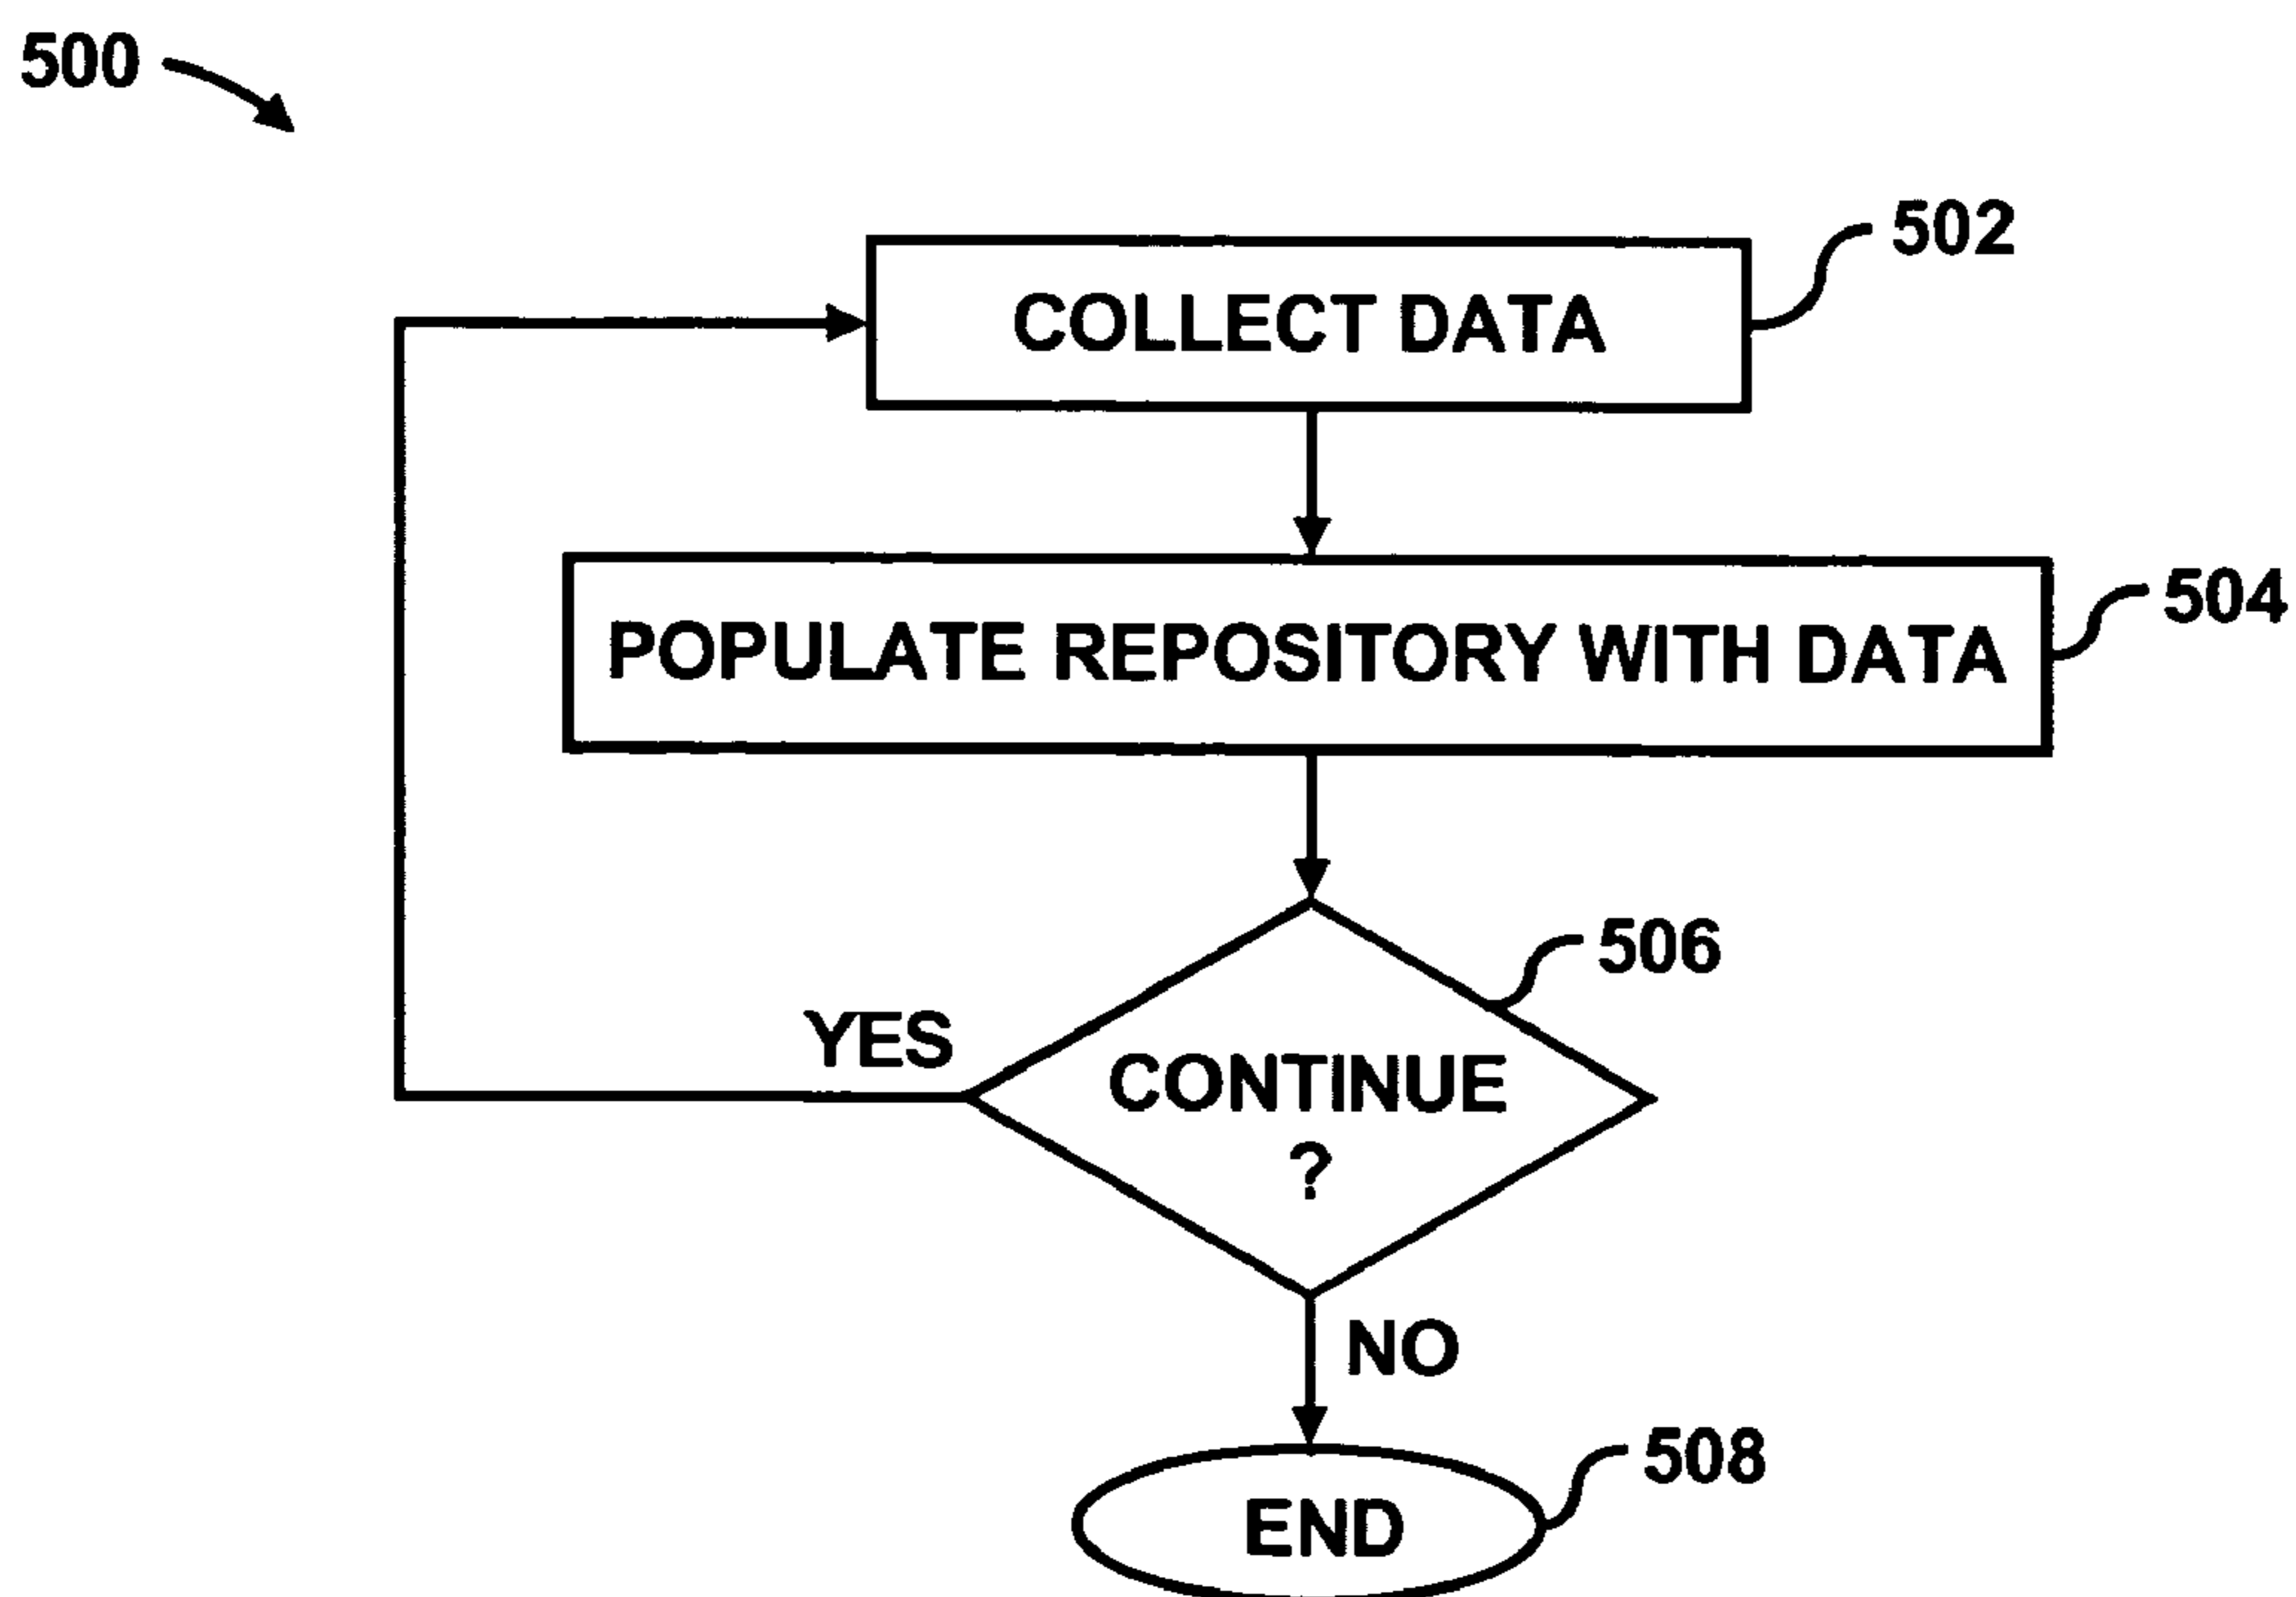 500
502
COLLECT DATA
504
POPULATE REPOSITORY WITH DATA
506
YES
CONTINUE
?
NO
508
END